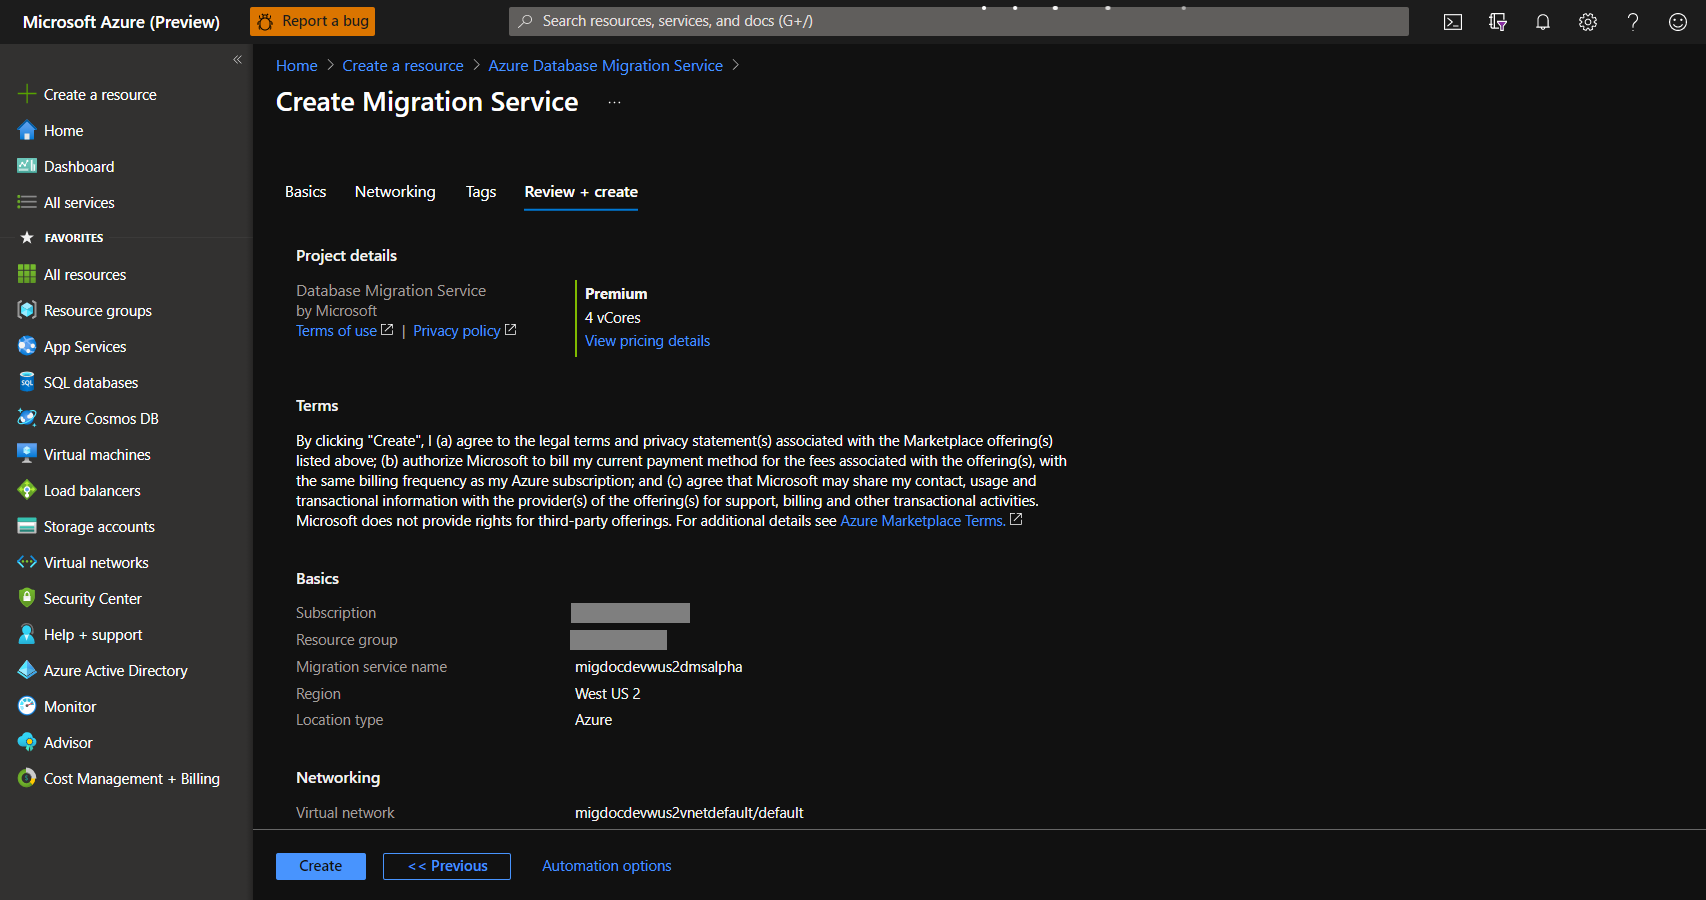 Microsoft Azure (Preview)
Report a bug
Search resources, services, and docs (G+/)
Create a resource
Home
Dashboard
All services
FAVORITES
All resources
Resource groups
App Services
SQL databases
Azure Cosmos DB
Virtual machines
Load balancers
Storage accounts
Virtual networks
Security Center
Help + support
Azure Active Directory
Monitor
Advisor
Cost Management + Billing
Home > Create a resource > Azure Database Migration Service >
Create Migration Service ...
Basics Networking Tags Review + create
Project details
Database Migration Service
by Microsoft
Terms of use | Privacy policy
Premium
4 vCores
View pricing details
Terms
By clicking "Create", I (a) agree to the legal terms and privacy statement(s) associated with the Marketplace offering(s)
listed above; (b) authorize Microsoft to bill my current payment method for the fees associated with the offering(s), with
the same billing frequency as my Azure subscription; and (c) agree that Microsoft may share my contact, usage and
transactional information with the provider(s) of the offering(s) for support, billing and other transactional activities.
Microsoft does not provide rights for third-party offerings. For additional details see Azure Marketplace Terms.
Basics
Subscription
Resource group
Migration service name migdocdevwus2dmsalpha
Region West US 2
Location type Azure
Networking
Virtual network migdocdevwus2vnetdefault/default
Create << Previous Automation options